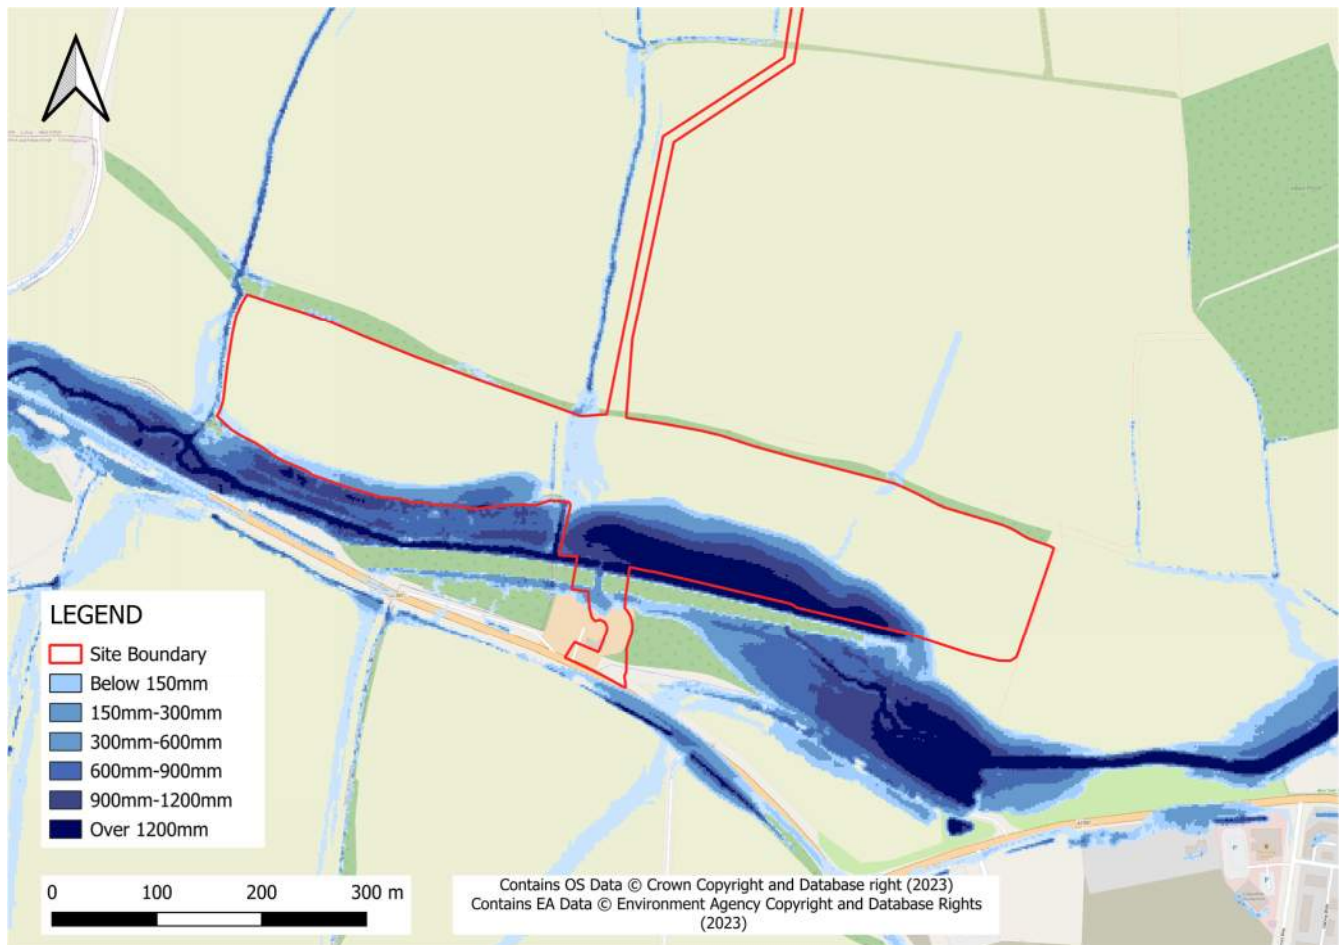 LEGEND
Site Boundary
Below 150mm
150mm-300mm
300mm-600mm
600mm-900mm
900mm-1200mm
Over 1200mm
0 100 200 300 m
Contains OS Data © Crown Copyright and Database right (2023)
Contains EA Data © Environment Agency Copyright and Database Rights
(2023)
P
P